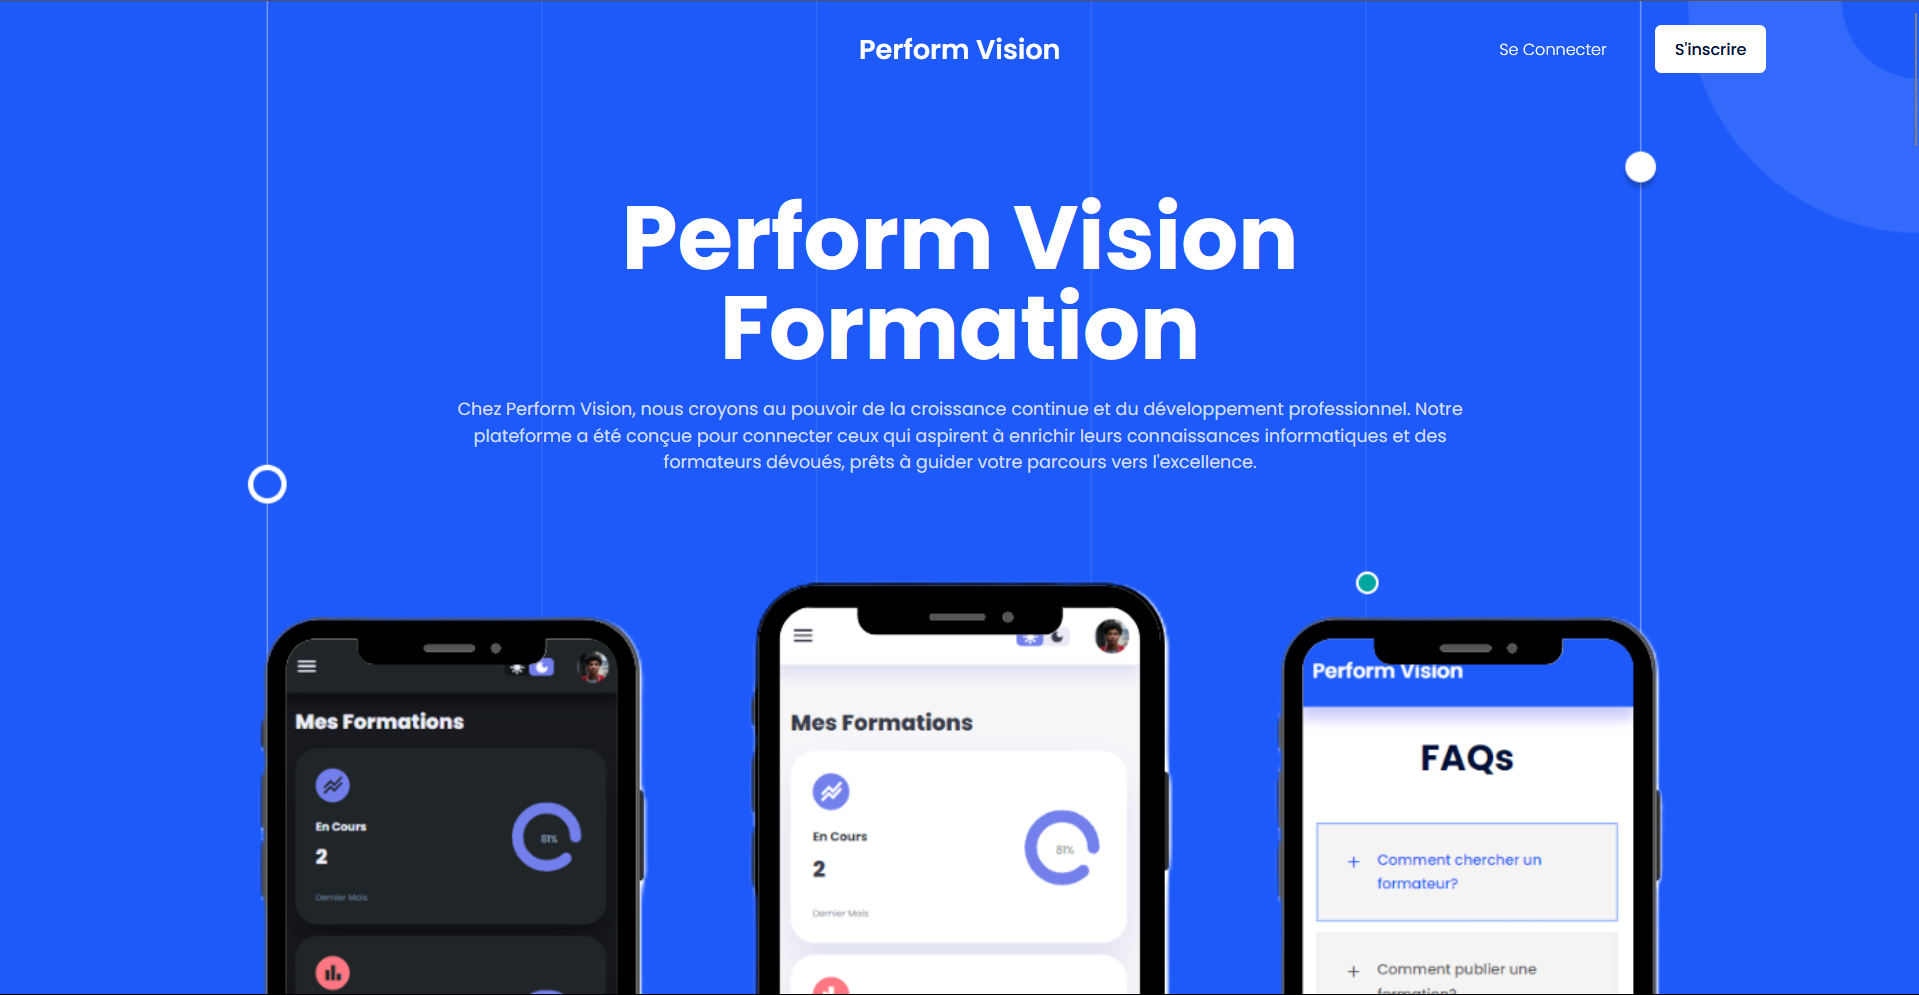 Perform Vision
Se Connecter
S'inscrire
Perform Vision
Formation
Chez Perform Vision, nous croyons au pouvoir de la croissance continue et du développement professionnel. Notre
plateforme a été conçue pour connecter ceux qui aspirent à enrichir leurs connaissances informatiques et des
formateurs dévoués, prêts à guider votre parcours vers l'excellence.
Mes Formations
En Cours
2
81%
Dernier Mois
Mes Formations
En Cours
2
81%
Dernier Mois
Perform Vision
FAQs
+ Comment chercher un
formateur?
+ Comment publier une
formation?